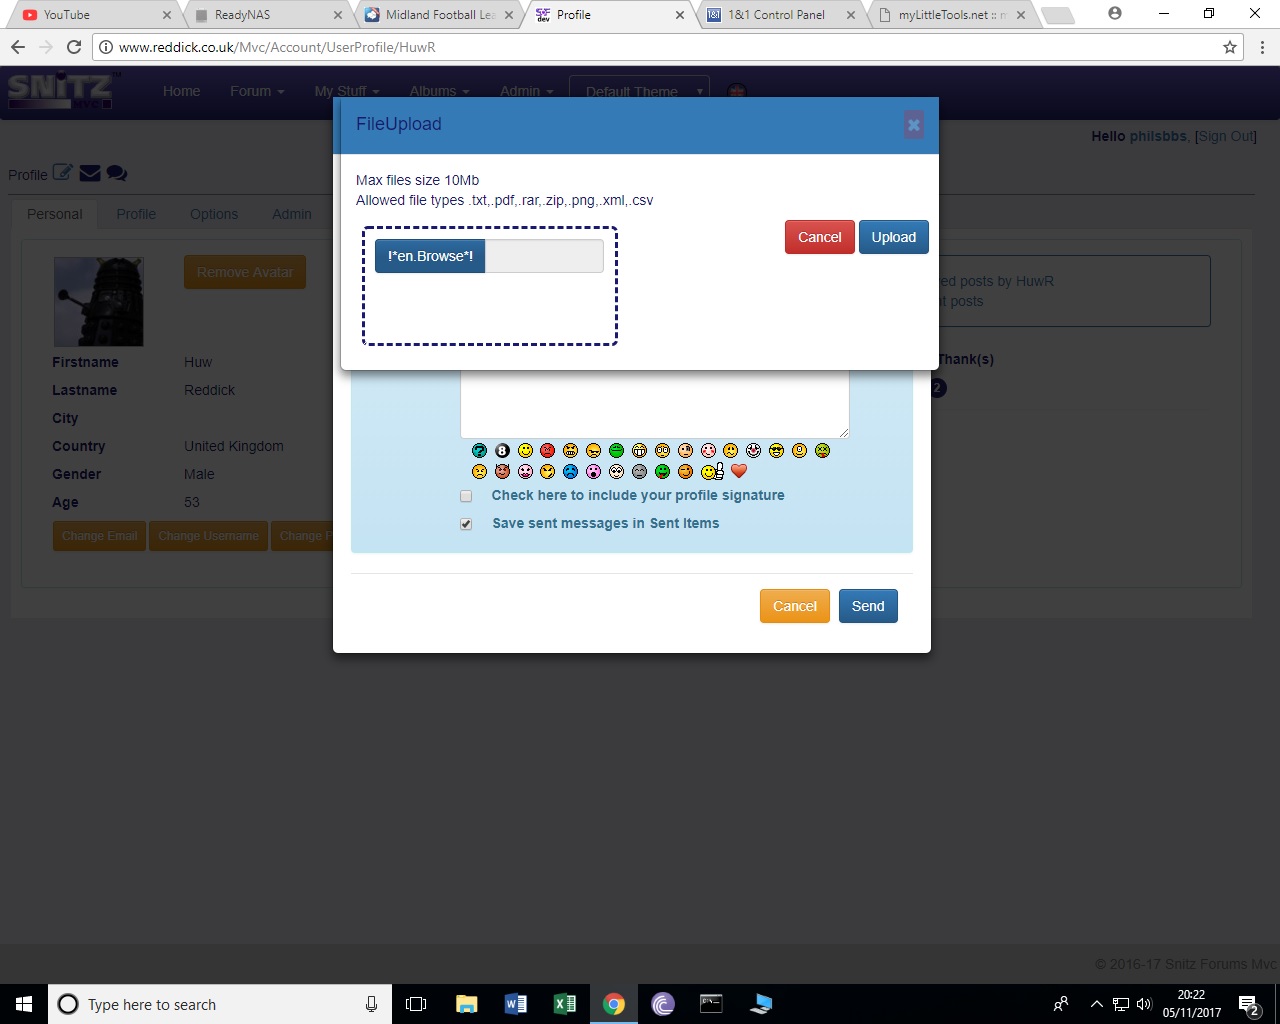 YouTube
ReadyNAS
Midland Football Lea
Profile
1&1 Control Panel
myLittleTools.net :: m
www.reddick.co.uk/Mvc/Account/UserProfile/HuwR
SNITZ™
MVC
Home
Forum
My Stuff
Albums
Admin
Default Theme
Hello philsbbs, [Sign Out]
FileUpload
Max files size 10Mb
Allowed file types .txt,.pdf,.rar,.zip,.png,.xml,.csv
!*en.Browse*!
Cancel
Upload
Profile
Personal
Profile
Options
Admin
Remove Avatar
ed posts by HuwR
t posts
Firstname
Huw
Thank(s)
2
Lastname
Reddick
City
Country
United Kingdom
Gender
Male
Age
53
Change Email
Change Username
Change P
Check here to include your profile signature
Save sent messages in Sent Items
Cancel
Send
© 2016-17 Snitz Forums Mvc
Type here to search
20:22
05/11/2017
2